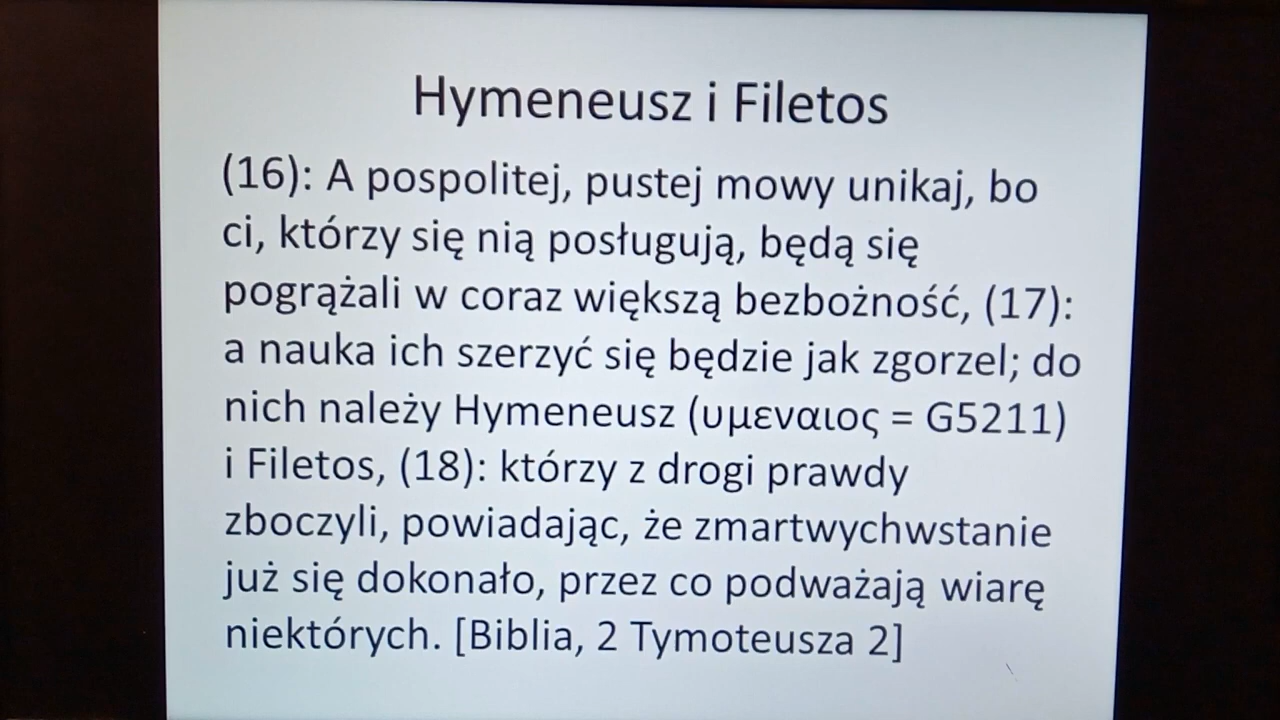 Hymeneusz i Filetos
(16): A pospolitej, pustej mowy unikaj, bo
ci, którzy się nią posługują, będą się
pogrążali w coraz większą bezbożność, (17):
a nauka ich szerzyć się będzie jak zgorzel; do
nich należy Hymeneusz (υμεναιος = G5211)
i Filetos, (18): którzy z drogi prawdy
zboczyli, powiadając, że zmartwychwstanie
już się dokonało, przez co podważają wiarę
niektórych. [Biblia, 2 Tymoteusza 2]